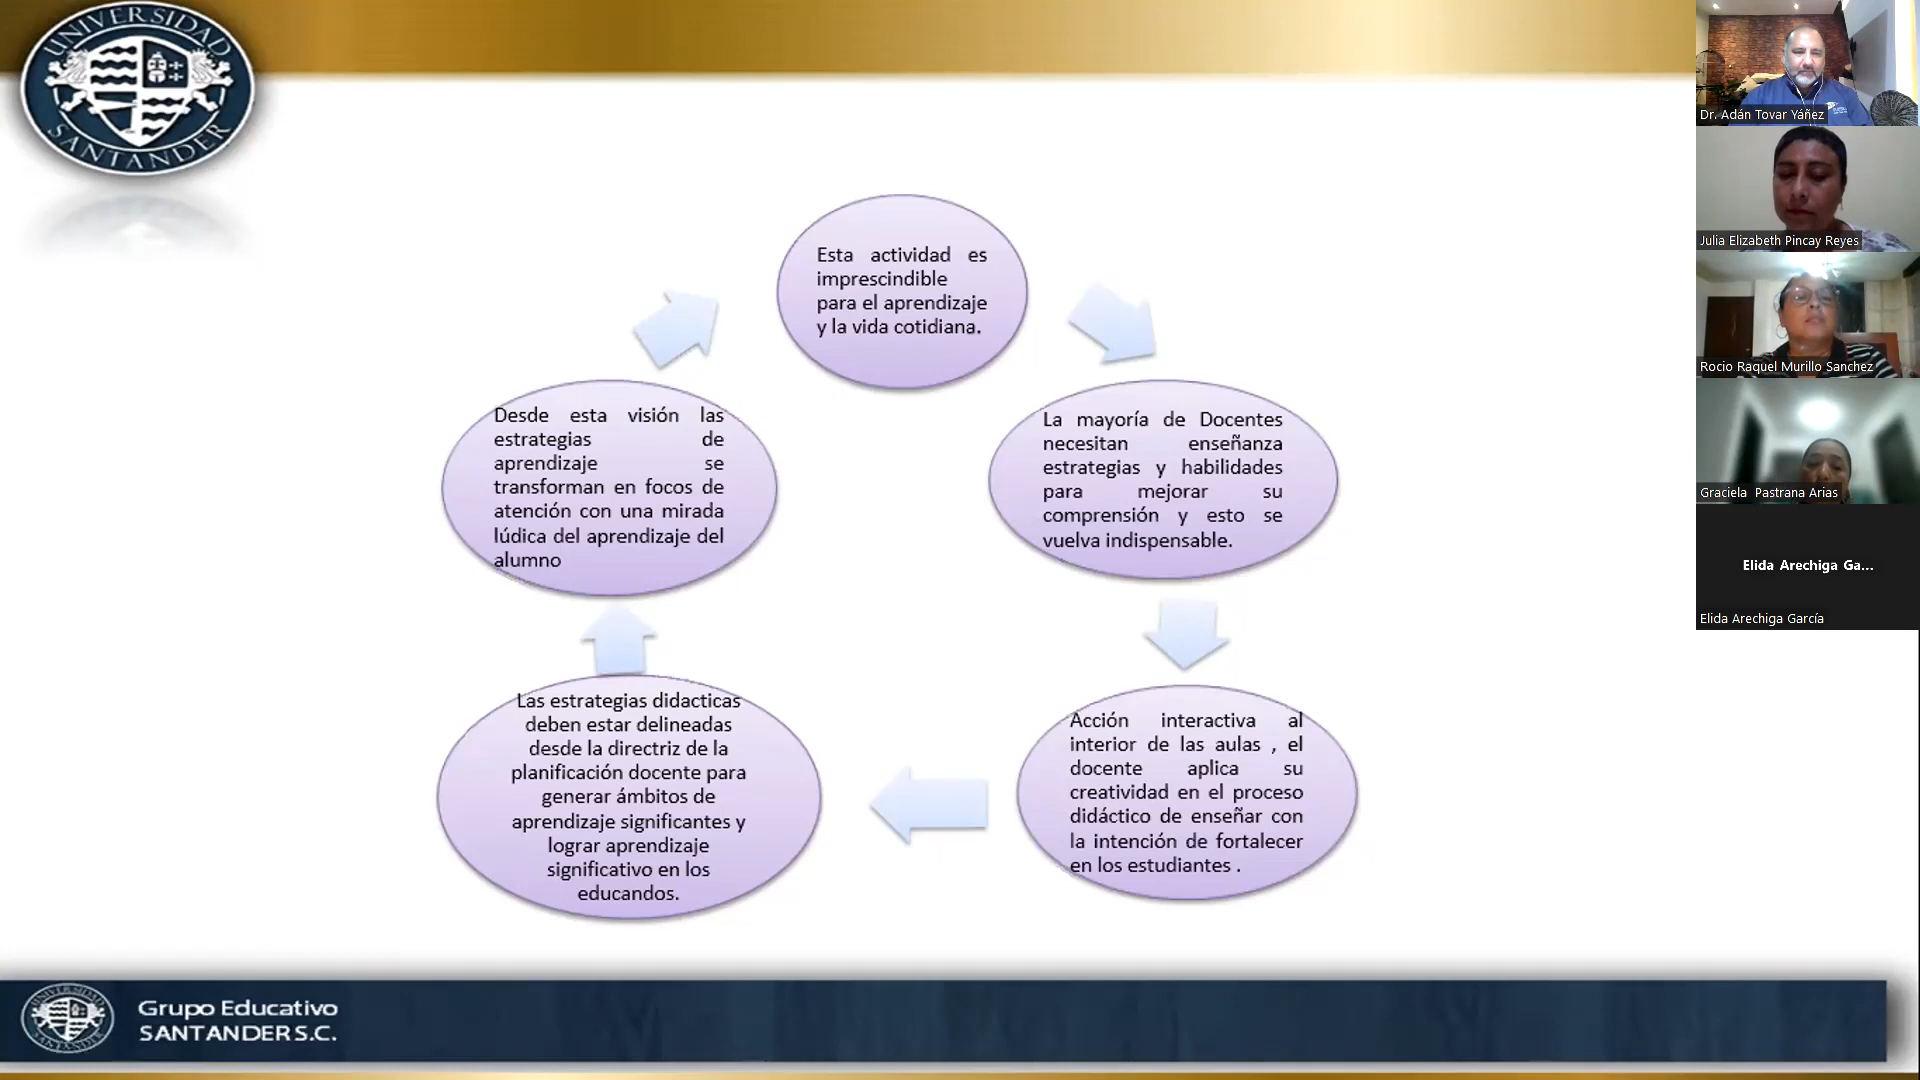 UNIVERSIDAD
SANTANDER
Esta actividad es
imprescindible
para el aprendizaje
y la vida cotidiana.
La mayoría de Docentes
necesitan enseñanza
estrategias y habilidades
para mejorar su
comprensión y esto se
vuelva indispensable.
Acción interactiva al
interior de las aulas , el
docente aplica su
creatividad en el proceso
didáctico de enseñar con
la intención de fortalecer
en los estudiantes .
Las estrategias didacticas
deben estar delineadas
desde la directriz de la
planificación docente para
generar ámbitos de
aprendizaje significantes y
lograr aprendizaje
significativo en los
educandos.
Desde esta visión las
estrategias de
aprendizaje se
transforman en focos de
atención con una mirada
lúdica del aprendizaje del
alumno
Grupo Educativo
SANTANDER S.C.
UNIVERSIDAD
SANTANDER
Dr. Adán Tovar Yáñez
Julia Elizabeth Pincay Reyes
Rocio Raquel Murillo Sanchez
Graciela Pastrana Arias
Elida Arechiga Ga...
Elida Arechiga García